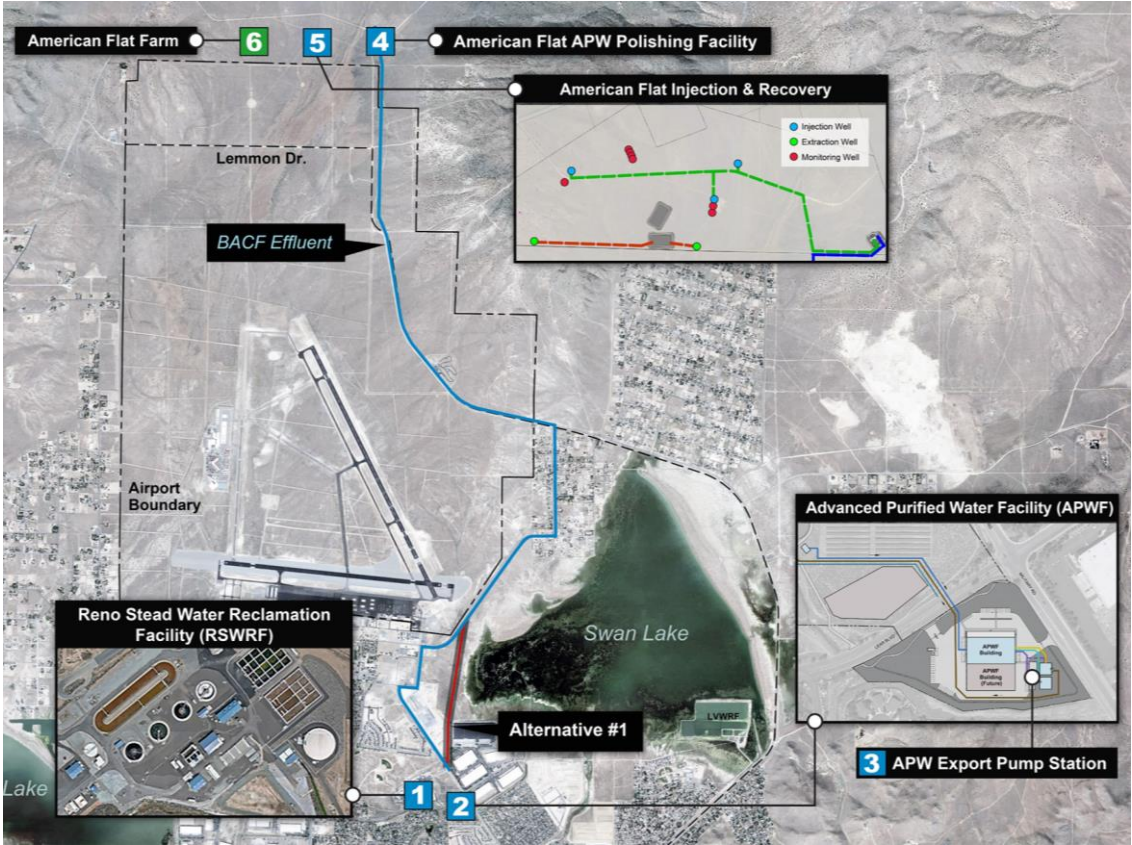 American Flat Farm
6
5
4
American Flat APW Polishing Facility
American Flat Injection & Recovery
Injection Well
Extraction Well
Monitoring Well
Lemmon Dr.
BACF Effluent
Airport
Boundary
Advanced Purified Water Facility (APWF)
APWF
Building
APWF
Building
(Future)
Reno Stead Water Reclamation
Facility (RSWRF)
Swan Lake
LVWRF
Alternative #1
3 APW Export Pump Station
Lake
1
2